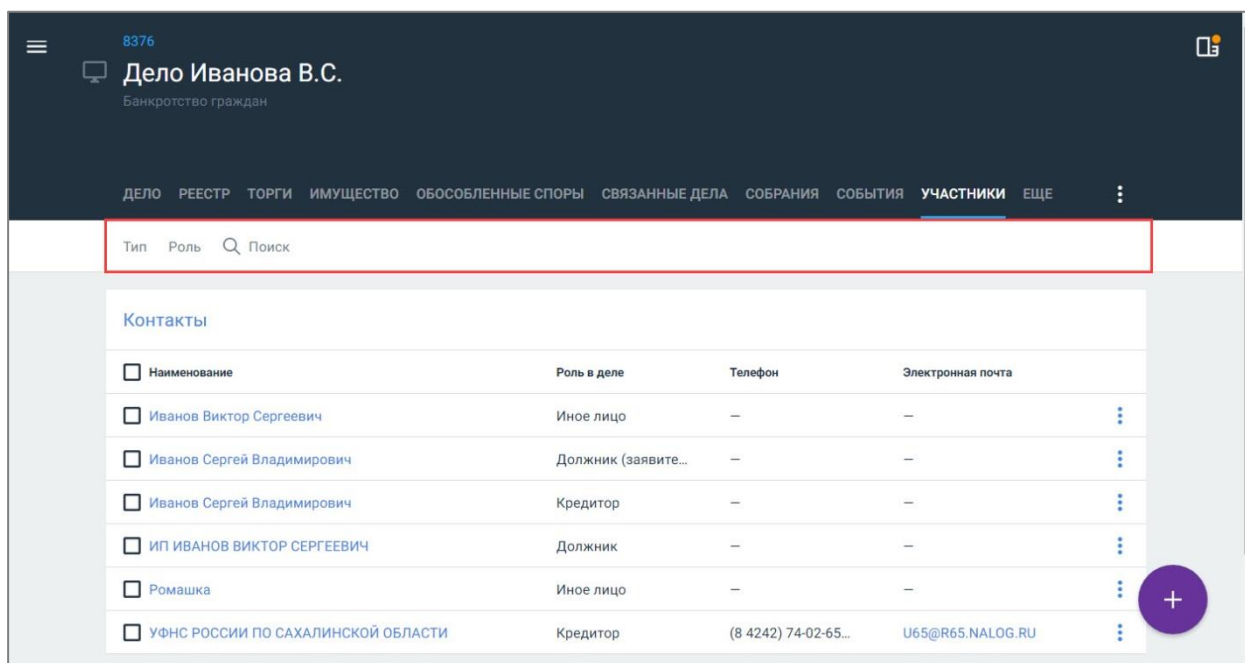 8376
Дело Иванова В.С.
Банкротство граждан
ДЕЛО РЕЕСТР ТОРГИ ИМУЩЕСТВО ОБОСОБЛЕННЫЕ СПОРЫ СВЯЗАННЫЕ ДЕЛА СОБРАНИЯ СОБЫТИЯ УЧАСТНИКИ ЕЩЕ
Тип Роль Поиск
Контакты
Наименование Роль в деле Телефон Электронная почта
Иванов Виктор Сергеевич Иное лицо — —
Иванов Сергей Владимирович Должник (заявите... — —
Иванов Сергей Владимирович Кредитор — —
ИП ИВАНОВ ВИКТОР СЕРГЕЕВИЧ Должник — —
Ромашка Иное лицо — —
УФНС РОССИИ ПО САХАЛИНСКОЙ ОБЛАСТИ Кредитор (8 4242) 74-02-65... U65@R65.NALOG.RU